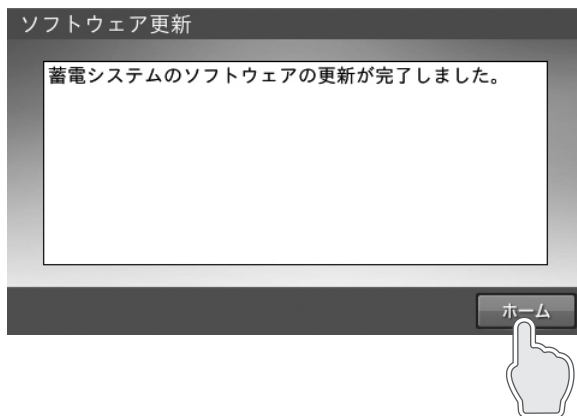 ソフトウェア更新
蓄電システムのソフトウェアの更新が完了しました。
ホーム